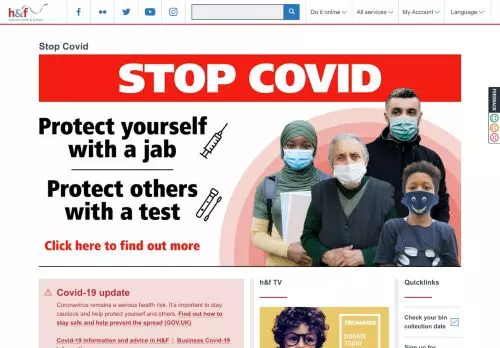 h&f
Do it online
All services
My Account
Language
FEEDBACK
Stop Covid
STOP COVID
Protect yourself
with a jab
Protect others
with a test
Click here to find out more
Covid-19 update
Coronavirus remains a serious health risk. It's important to stay
cautious and help protect yourself and others. Find out how to
stay safe and help prevent the spread (GOV.UK).
Covid-19 information and advice in H&F | Business Covid-19
h&f TV
TECHMAKIN
DONATE
TODAY
Quicklinks
Check your bin
collection date
Sign up for